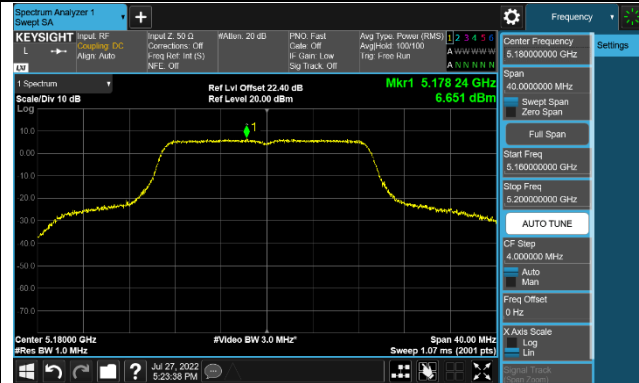 Spectrum Analyzer 1
Swept SA
+
Frequency
KEYSIGHT
L
LXI
Input: RF
Coupling: DC
Align: Auto
Input Z: 50 Ω
Corrections: Off
Freq Ref: Int (S)
NFE: Off
#Atten: 20 dB
PNO: Fast
Gate: Off
IF Gain: Low
Sig Track: Off
Avg Type: Power (RMS)
Avg|Hold: 100/100
Trig: Free Run
1 2 3 4 5 6
A W W W W W
A N N N N N
Center Frequency
5.180000000 GHz
Settings
Span
40.0000000 MHz
Swept Span
Zero Span
Full Span
Start Freq
5.160000000 GHz
Stop Freq
5.200000000 GHz
AUTO TUNE
CF Step
4.000000 MHz
Auto
Man
Freq Offset
0 Hz
X Axis Scale
Log
Lin
Signal Track
(Span Zoom)
1 Spectrum
Scale/Div 10 dB
Ref Lvl Offset 22.40 dB
Ref Level 20.00 dBm
Mkr1 5.178 24 GHz
6.651 dBm
Log
10.0
0.00
-10.0
-20.0
-30.0
-40.0
-50.0
-60.0
-70.0
1
Center 5.18000 GHz
#Res BW 1.0 MHz
#Video BW 3.0 MHz*
Span 40.00 MHz
Sweep 1.07 ms (2001 pts)
?
Jul 27, 2022
5:23:38 PM